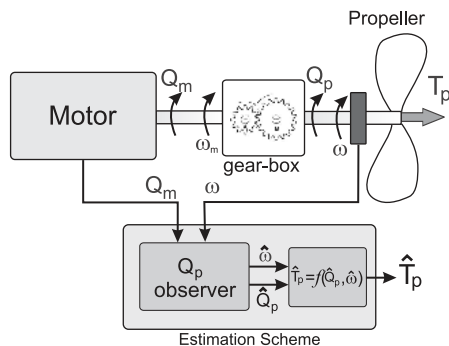 Propeller
Q_m
Q_p
T_p
Motor
ω_m
ω
gear-box
Q_m
ω
Q_p
observer
ω̂
Q̂_p
T̂_p=f(Q̂_p,ω̂)
T̂_p
Estimation Scheme